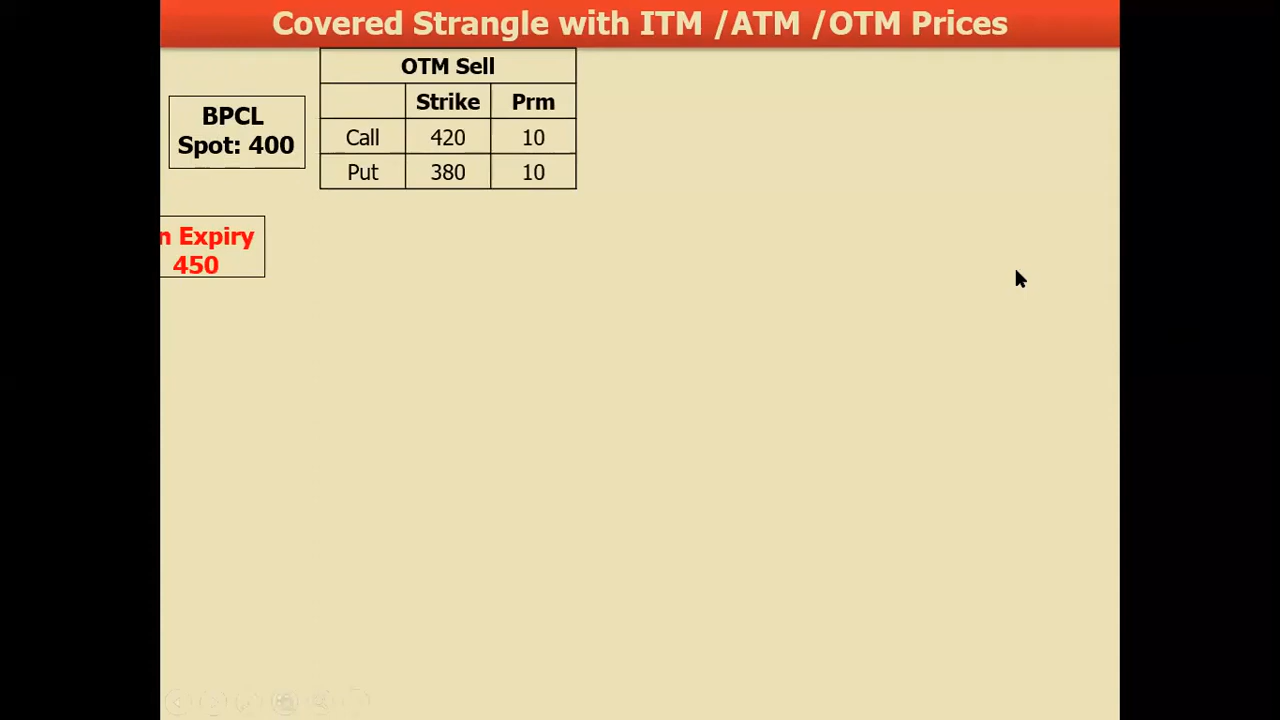 Covered Strangle with ITM /ATM /OTM Prices
OTM Sell
Strike Prm
BPCL
Spot: 400
Call 420 10
Put 380 10
n Expiry
450